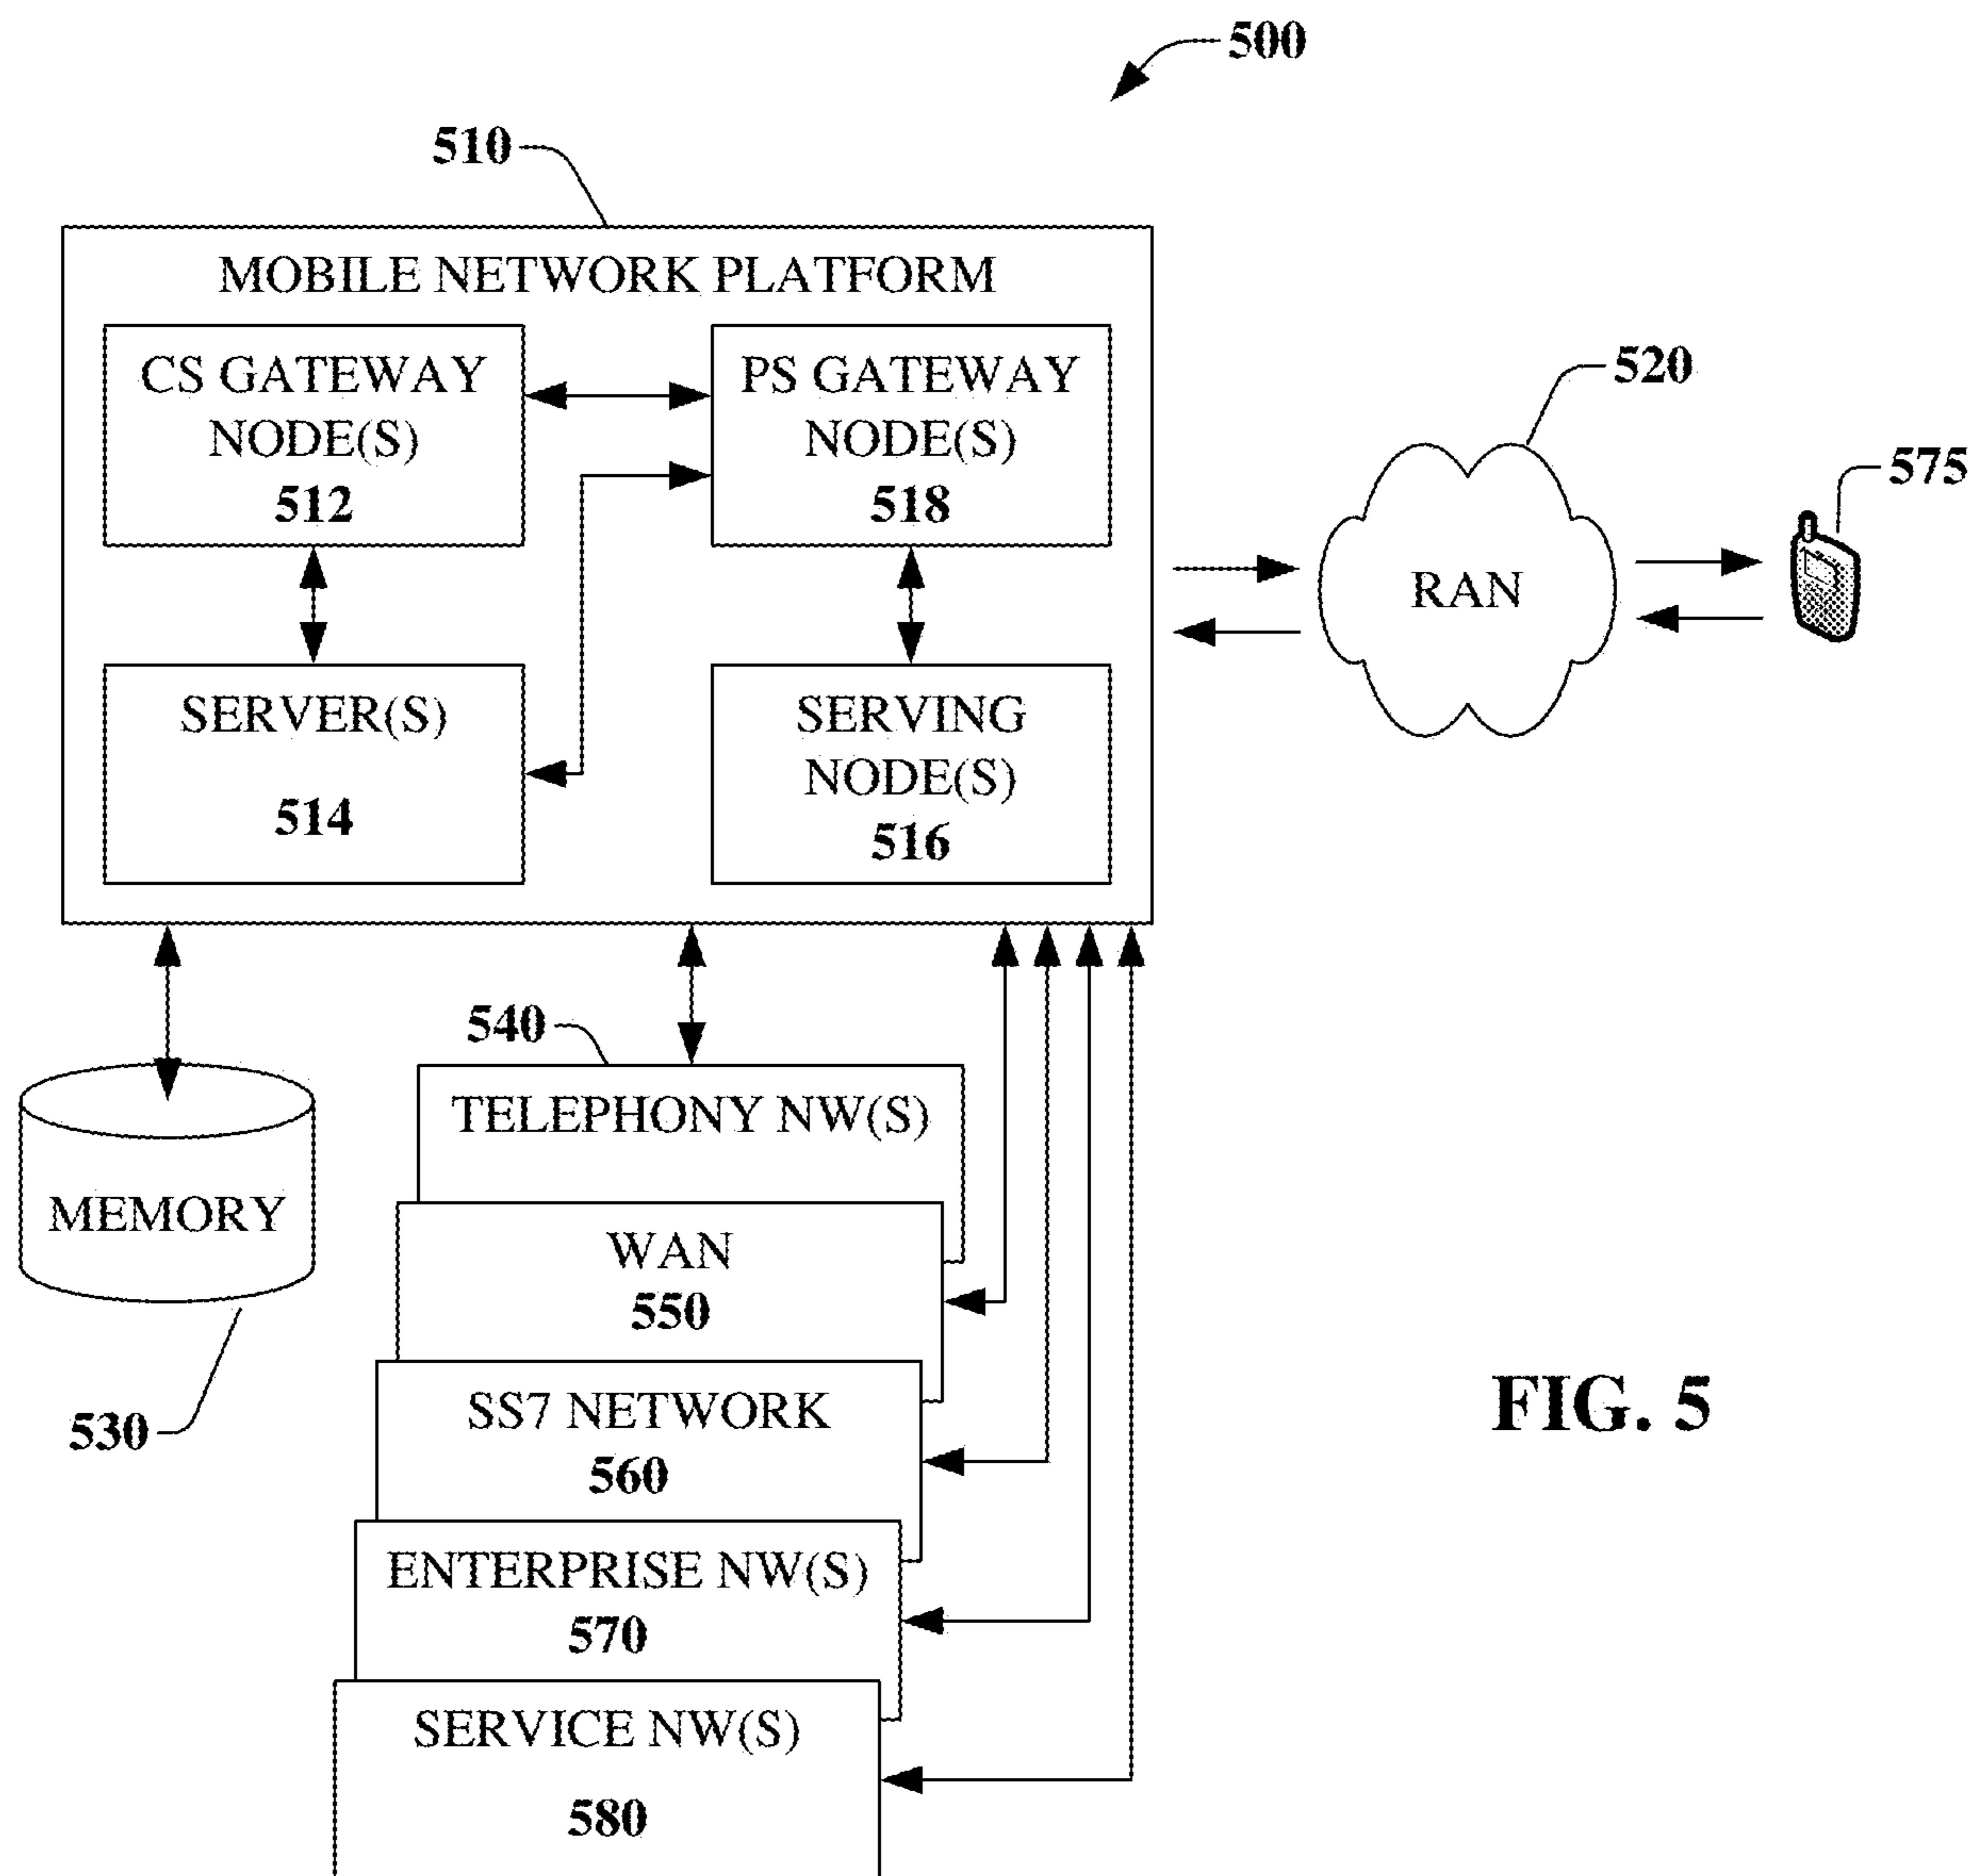 500
510
MOBILE NETWORK PLATFORM
CS GATEWAY
NODE(S)
512
PS GATEWAY
NODE(S)
518
SERVER(S)
514
SERVING
NODE(S)
516
520
RAN
575
540
TELEPHONY NW(S)
MEMORY
530
WAN
550
SS7 NETWORK
560
ENTERPRISE NW(S)
570
SERVICE NW(S)
580
FIG. 5